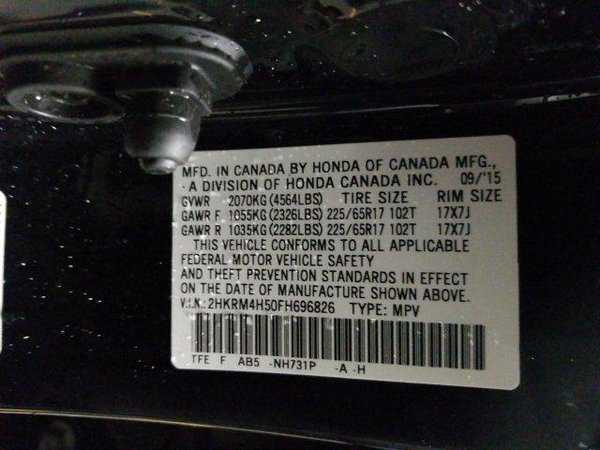 MFD. IN CANADA BY HONDA OF CANADA MFG.,
A DIVISION OF HONDA CANADA INC. 09/'15
GVWR 2070KG (4564LBS) TIRE SIZE RIM SIZE
GAWR F 1055KG (2326LBS) 225/65R17 102T 17X7J
GAWR R 1035KG (2282LBS) 225/65R17 102T 17X7J
THIS VEHICLE CONFORMS TO ALL APPLICABLE
FEDERAL MOTOR VEHICLE SAFETY
AND THEFT PREVENTION STANDARDS IN EFFECT
ON THE DATE OF MANUFACTURE SHOWN ABOVE.
V.I.N.: 2HKRM4H50FH696826 TYPE: MPV
TFE F AB5 -NH731P -A -H